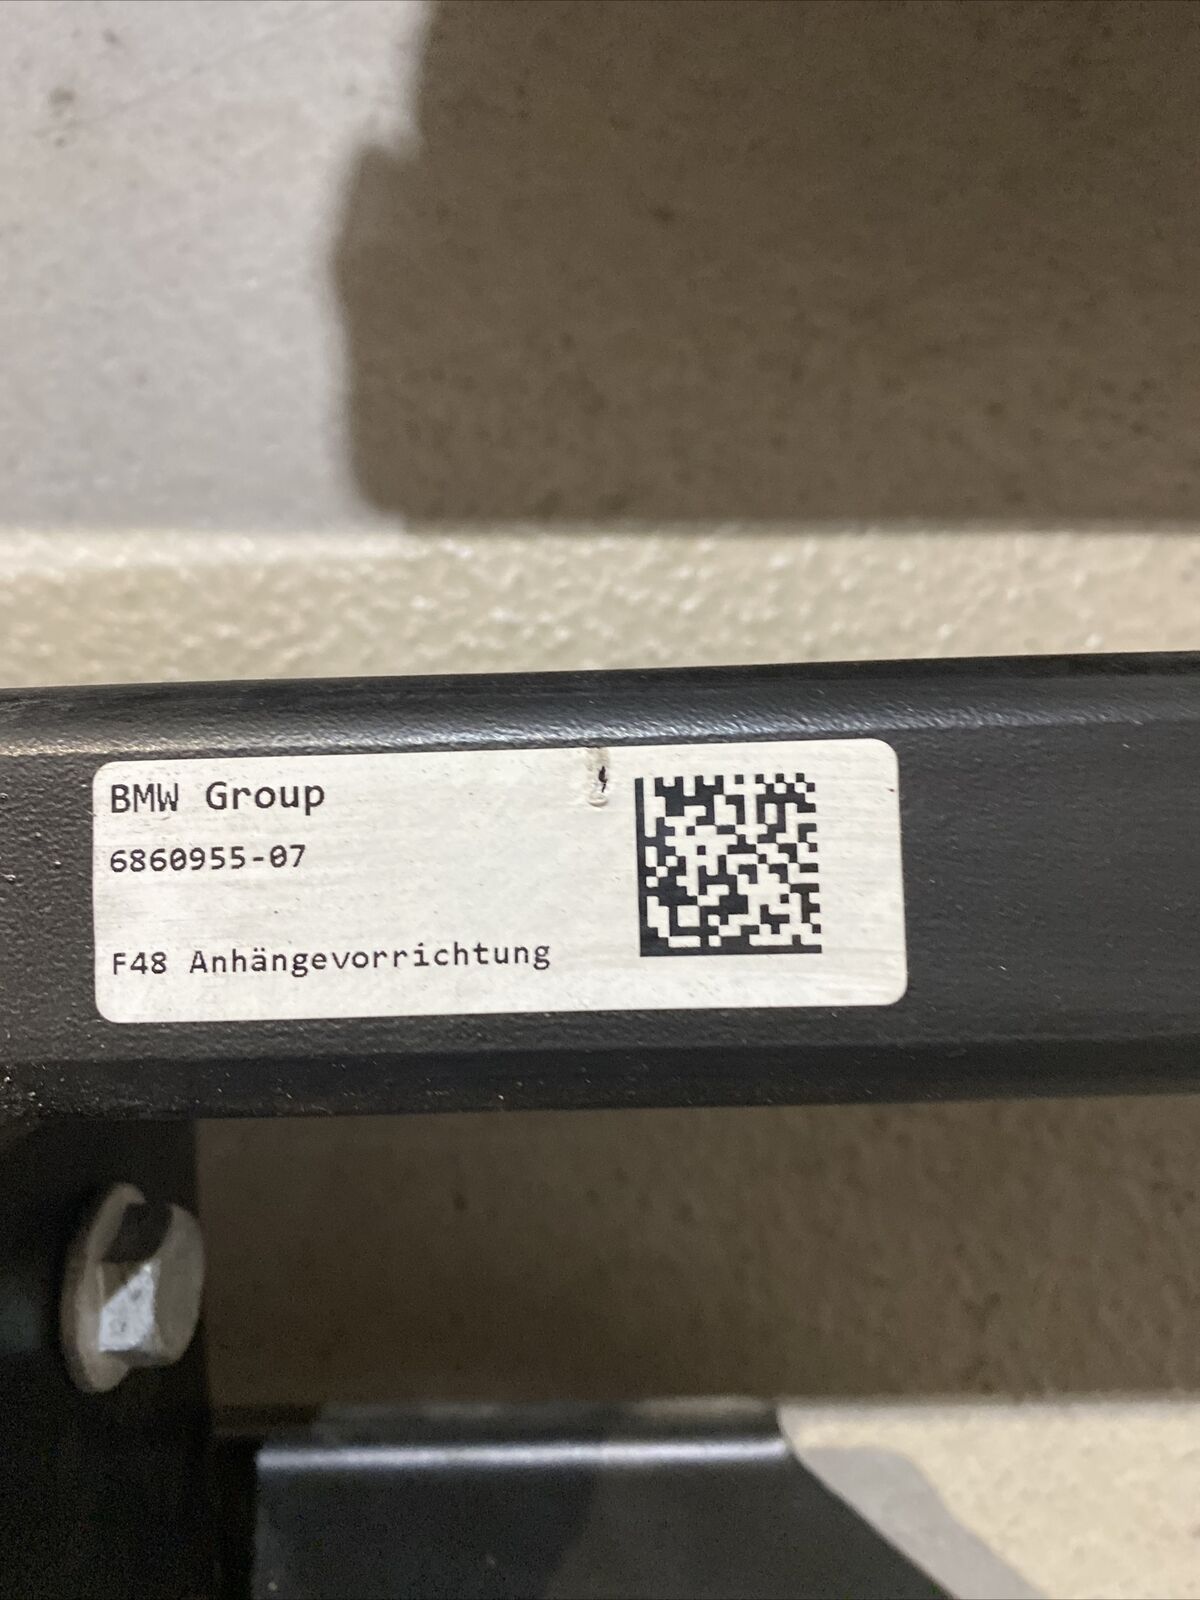 BMW Group
6860955-07
F48 Anhängevorrichtung